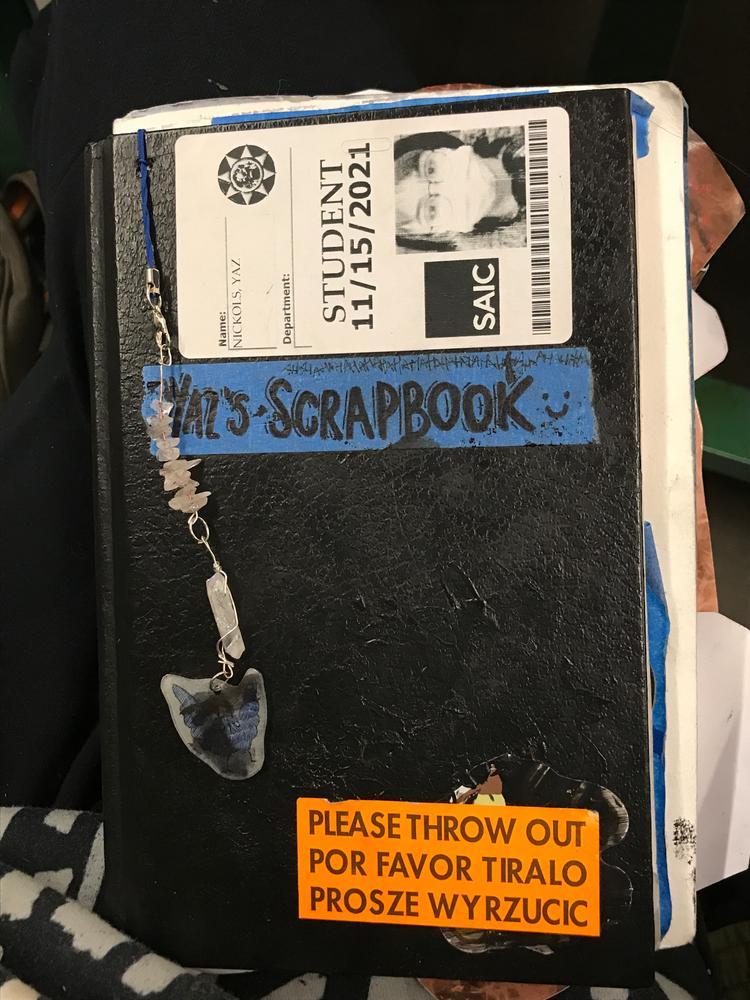 Name:
NICKOLS, YAZ
Department:
STUDENT
11/15/2021
SAIC
YAZ'S SCRAPBOOK
PLEASE THROW OUT
POR FAVOR TIRALO
PROSZE WYRZUCIC